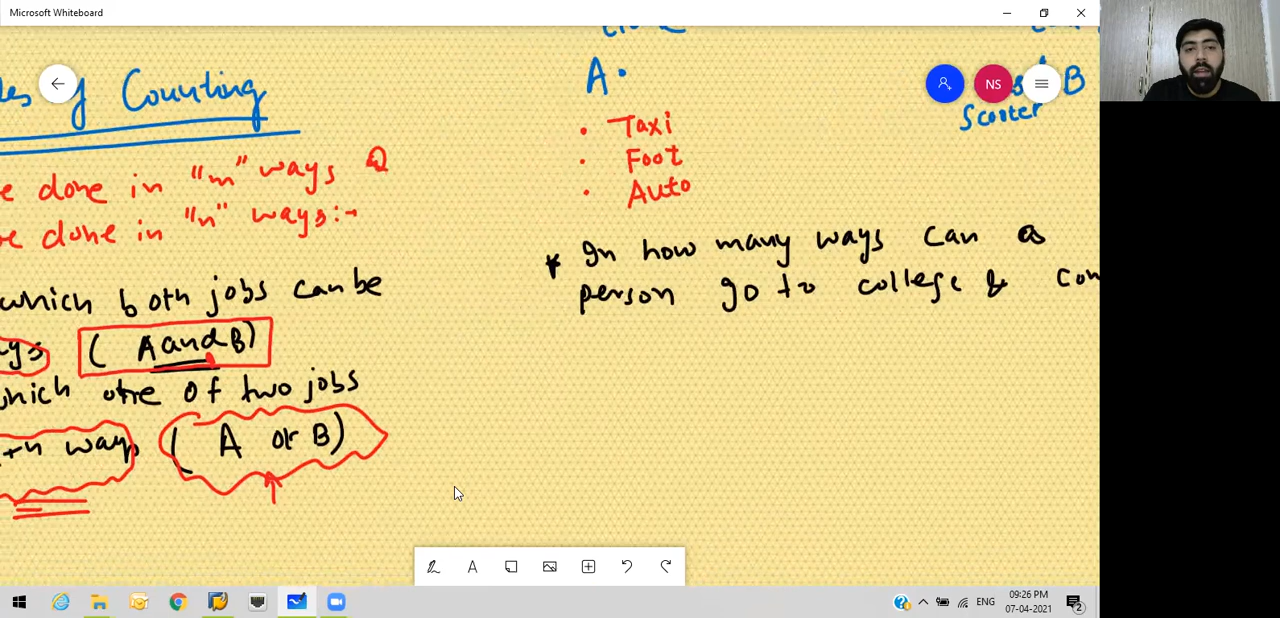 Microsoft Whiteboard
of Counting
A.
B
Scooter
NS
• Taxi
• Foot
• Auto
done in "m" ways Q
done in "n" ways:-
which both jobs can be
( A and B)
which one of two jobs
+n ways ( A or B)
* In how many ways can a
person go to college &
A
ENG
09:26 PM
07-04-2021
2